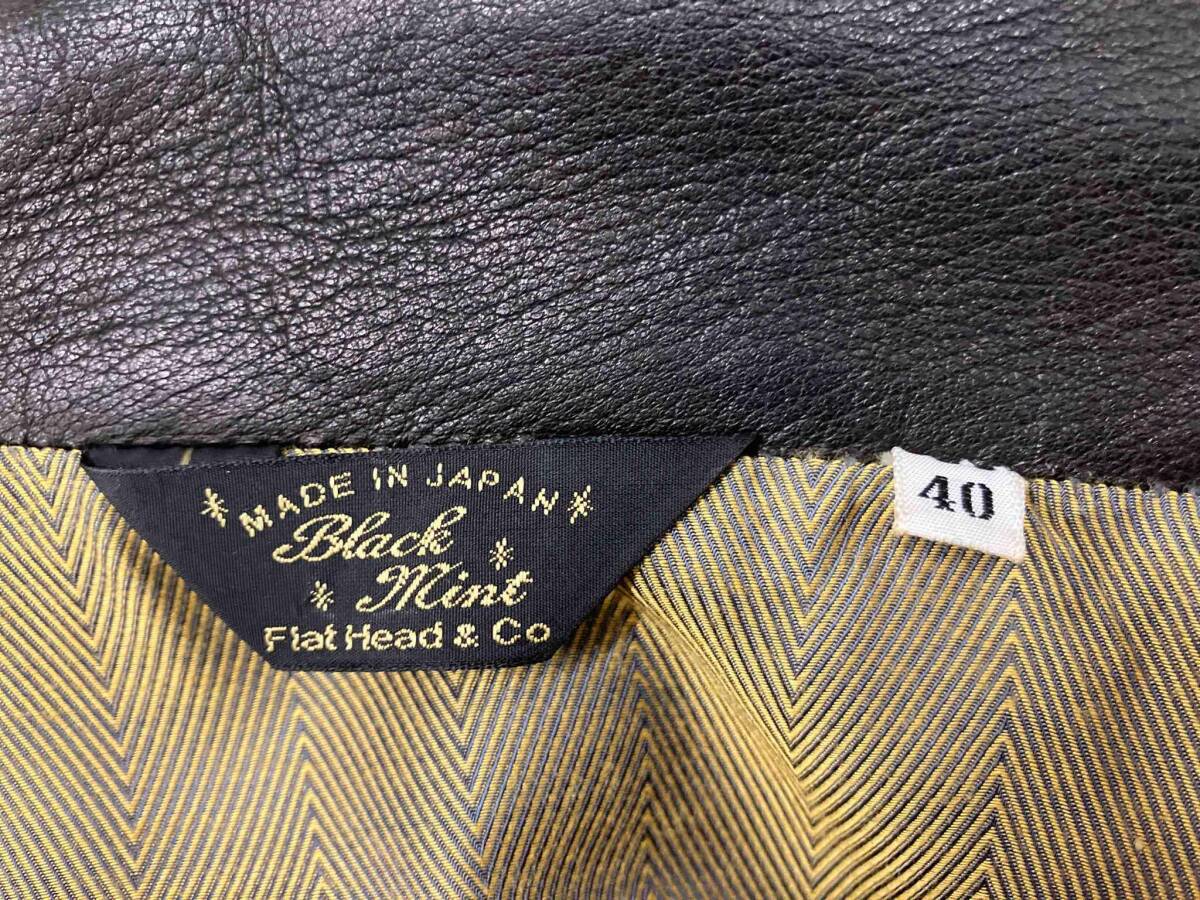 MADE IN JAPAN
Black
Mint
Flat Head & Co
40